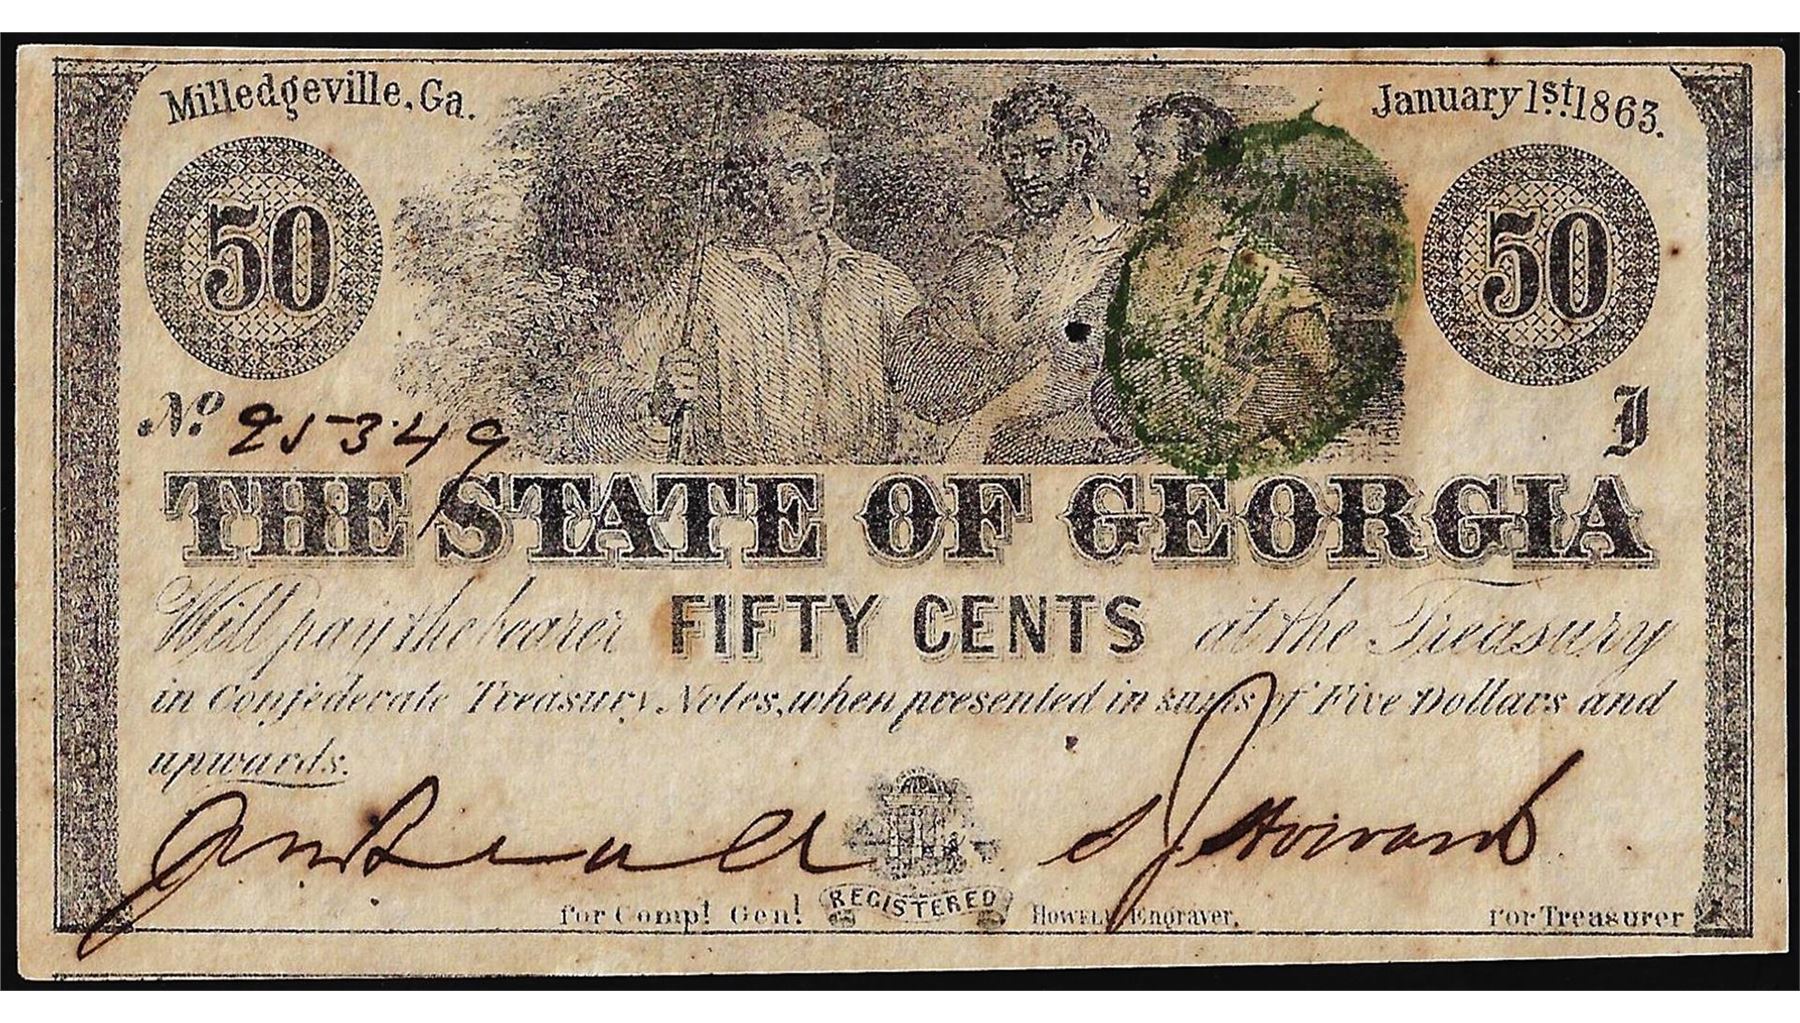 Milledgeville, Ga.
January 1st. 1863.
50
50
No. 25349
J
THE STATE OF GEORGIA
Will pay the bearer FIFTY CENTS at the Treasury
in Confederate Treasury Notes, when presented in sums of Five Dollars and
upwards.
J Howard
for Compt Genl
REGISTERED
HOWELL, Engraver.
for Treasurer